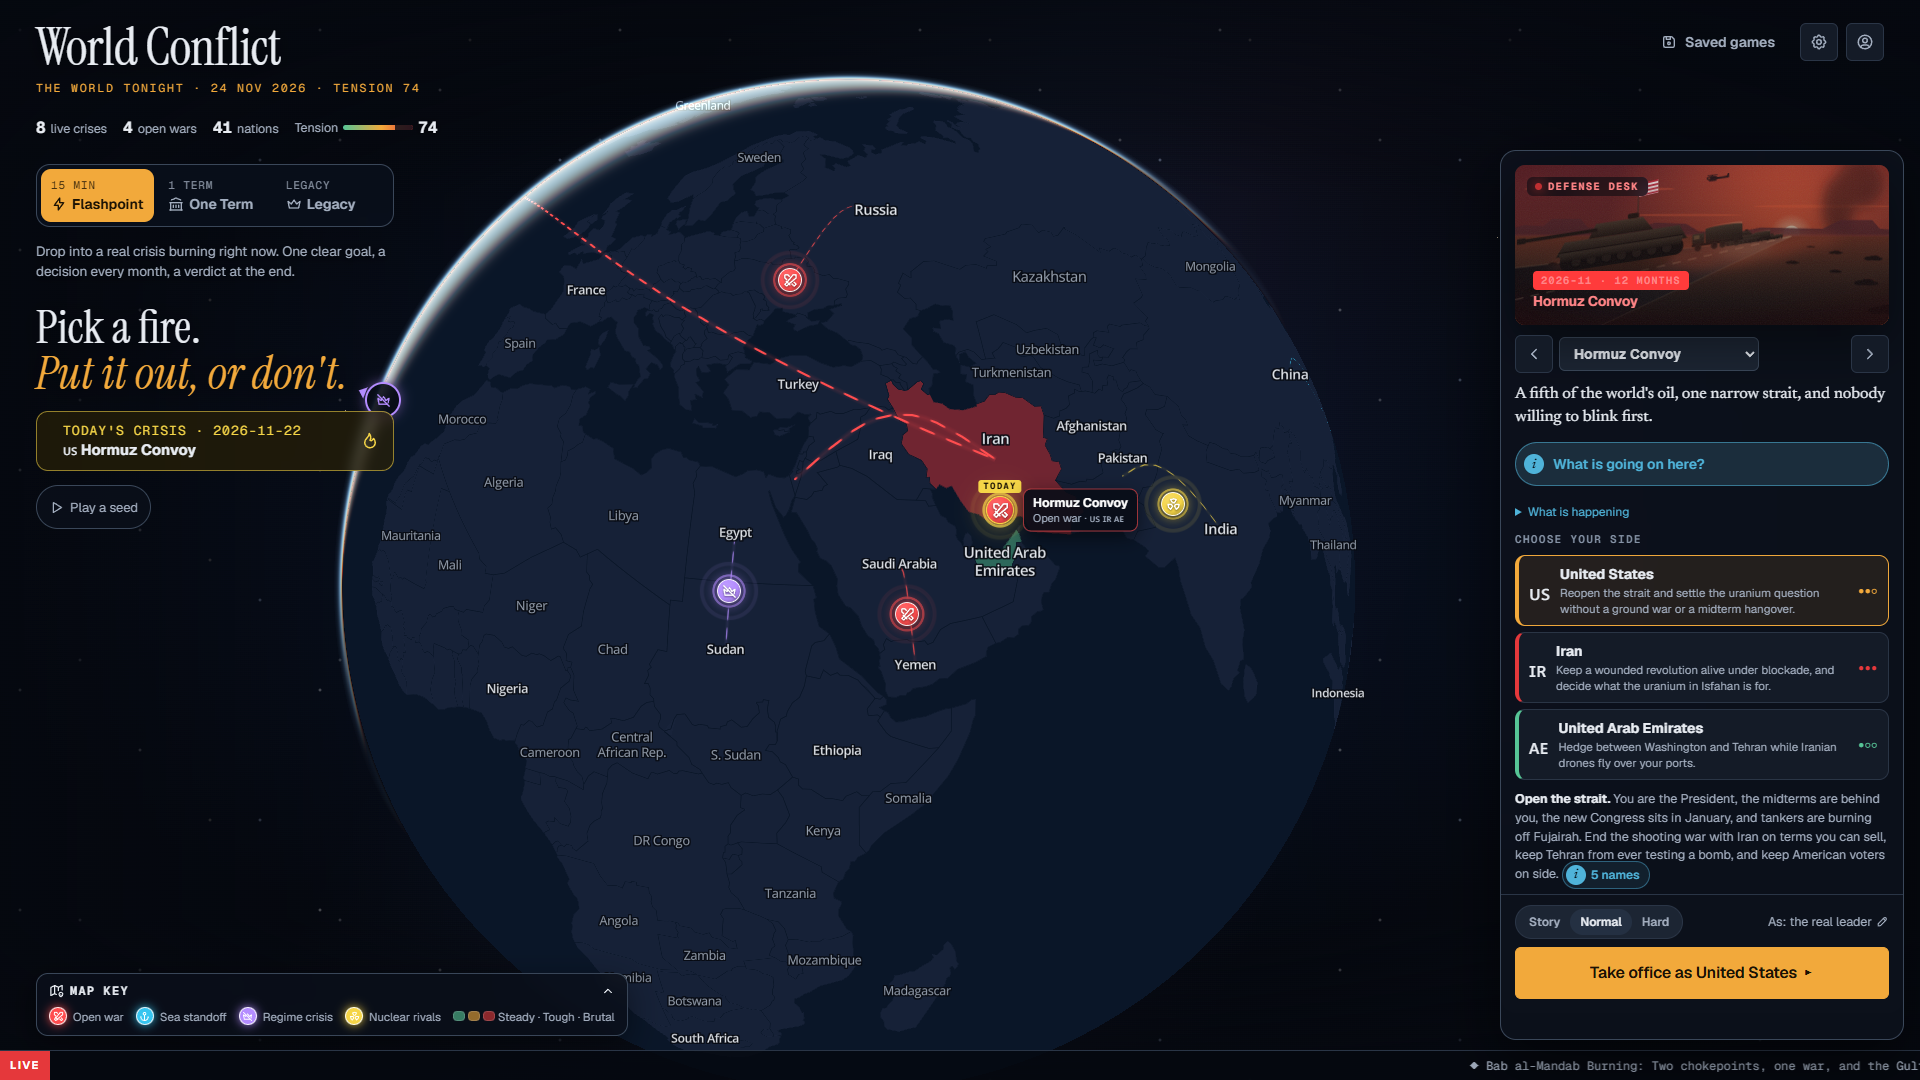 World Conflict
THE WORLD TONIGHT · 24 NOV 2026 · TENSION 74
8 live crises 4 open wars 41 nations Tension 74
15 MIN
Flashpoint
1 TERM
One Term
LEGACY
Legacy
Drop into a real crisis burning right now. One clear goal, a
decision every month, a verdict at the end.
Pick a fire.
Put it out, or don't.
TODAY'S CRISIS · 2026-11-22
US Hormuz Convoy
Play a seed
Saved games
Greenland
Sweden
Russia
Kazakhstan
Mongolia
France
Spain
Uzbekistan
Turkmenistan
Turkey
China
Morocco
Afghanistan
Iran
Iraq
Pakistan
Algeria
Libya
TODAY
Hormuz Convoy
Open war · US IR AE
Myanmar
India
Mauritania
Egypt
Thailand
Mali
Saudi Arabia
United Arab
Emirates
Niger
Chad
Sudan
Yemen
Nigeria
Indonesia
Central
African Rep.
Cameroon
S. Sudan
Ethiopia
Somalia
Kenya
DR Congo
Tanzania
Angola
Zambia
Mozambique
Madagascar
Botswana
South Africa
MAP KEY
Open war Sea standoff Regime crisis Nuclear rivals Steady · Tough · Brutal
DEFENSE DESK
2026-11 · 12 MONTHS
Hormuz Convoy
Hormuz Convoy
A fifth of the world's oil, one narrow strait, and nobody
willing to blink first.
What is going on here?
What is happening
CHOOSE YOUR SIDE
US
United States
Reopen the strait and settle the uranium question
without a ground war or a midterm hangover.
IR
Iran
Keep a wounded revolution alive under blockade, and
decide what the uranium in Isfahan is for.
AE
United Arab Emirates
Hedge between Washington and Tehran while Iranian
drones fly over your ports.
Open the strait. You are the President, the midterms are behind
you, the new Congress sits in January, and tankers are burning
off Fujairah. End the shooting war with Iran on terms you can sell,
keep Tehran from ever testing a bomb, and keep American voters
on side. 5 names
Story Normal Hard
As: the real leader
Take office as United States
LIVE
Bab al-Mandab Burning: Two chokepoints, one war, and the Gul